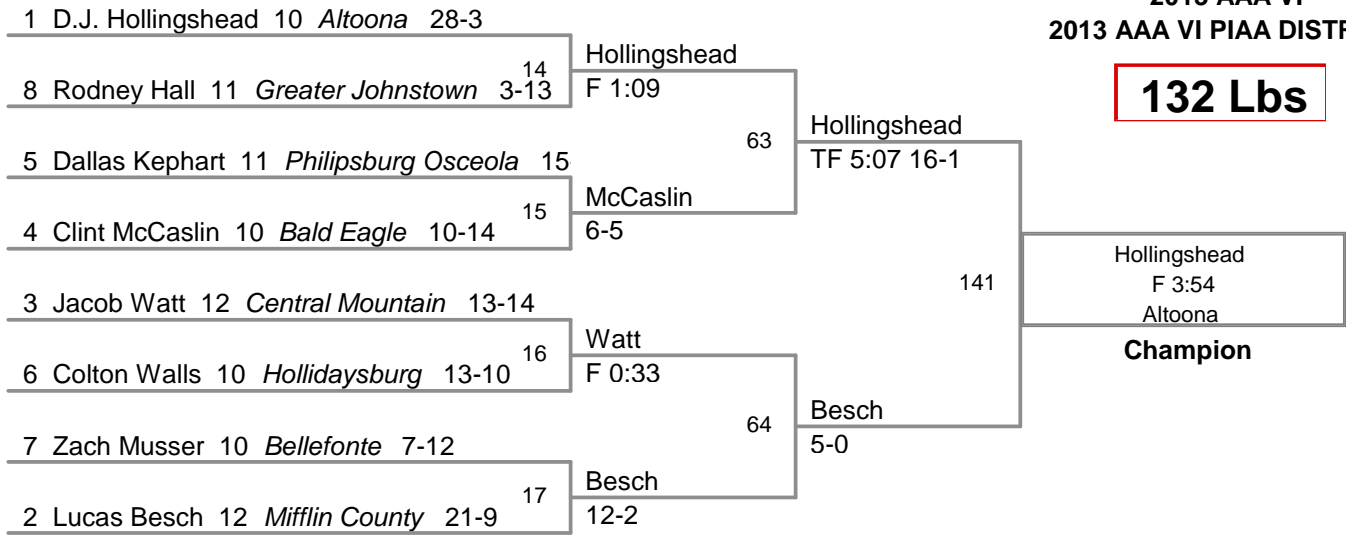 2013 AAA VI
2013 AAA VI PIAA DISTR
132 Lbs
1 D.J. Hollingshead 10 Altoona 28-3
14
8 Rodney Hall 11 Greater Johnstown 3-13
Hollingshead
F 1:09
5 Dallas Kephart 11 Philipsburg Osceola 15
15
4 Clint McCaslin 10 Bald Eagle 10-14
McCaslin
6-5
63
Hollingshead
TF 5:07 16-1
3 Jacob Watt 12 Central Mountain 13-14
16
6 Colton Walls 10 Hollidaysburg 13-10
Watt
F 0:33
7 Zach Musser 10 Bellefonte 7-12
17
2 Lucas Besch 12 Mifflin County 21-9
Besch
12-2
64
Besch
5-0
141
Hollingshead
F 3:54
Altoona
Champion